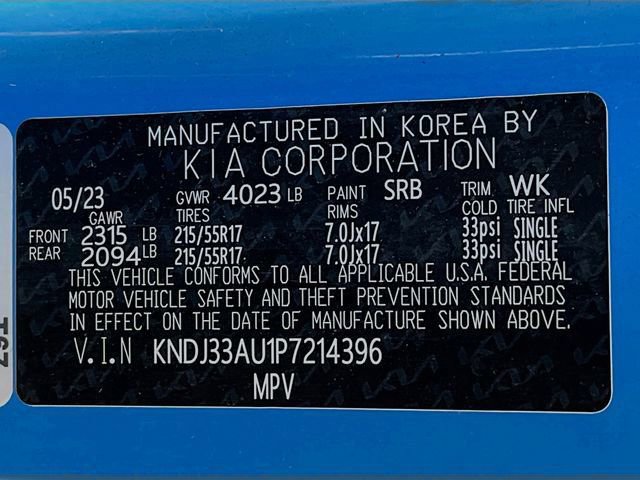 MANUFACTURED IN KOREA BY
KIA CORPORATION
05/23 GVWR 4023 LB PAINT SRB TRIM WK
GAWR TIRES RIMS COLD TIRE INFL
FRONT 2315 LB 215/55R17 7.0Jx17 33psi SINGLE
REAR 2094 LB 215/55R17 7.0Jx17 33psi SINGLE
THIS VEHICLE CONFORMS TO ALL APPLICABLE U.S.A. FEDERAL
MOTOR VEHICLE SAFETY AND THEFT PREVENTION STANDARDS
IN EFFECT ON THE DATE OF MANUFACTURE SHOWN ABOVE.
V.I.N KNDJ33AU1P7214396
MPV